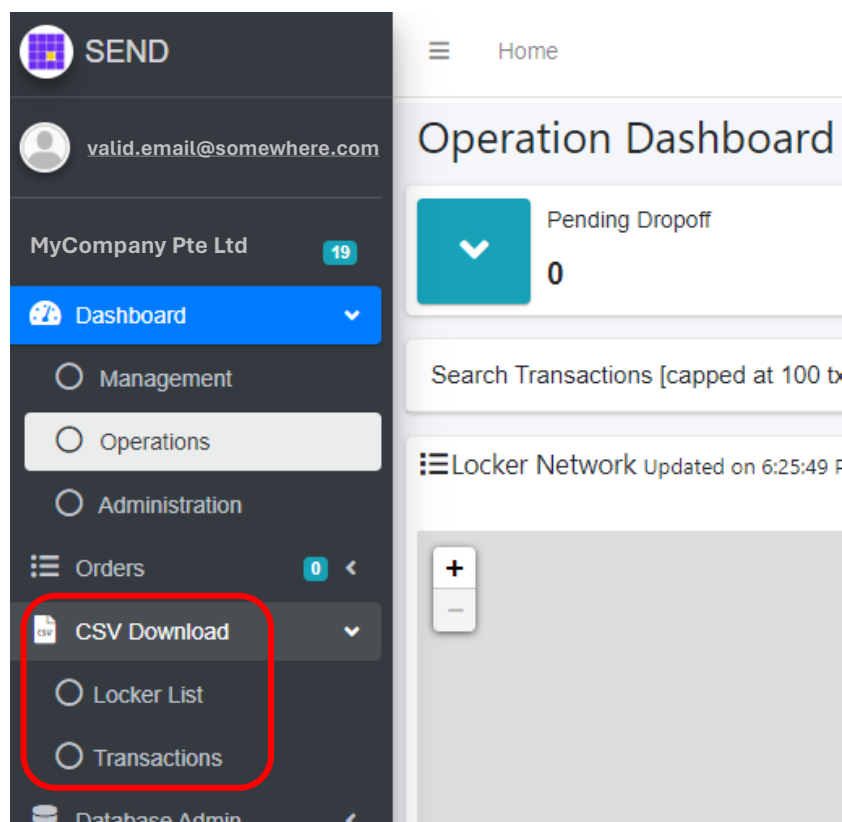 SEND
valid.email@somewhere.com
MyCompany Pte Ltd 19
Dashboard
Management
Operations
Administration
Orders 0
CSV Download
Locker List
Transactions
Database Admin
Home
Operation Dashboard
Pending Dropoff
0
Search Transactions [capped at 100 tx
Locker Network Updated on 6:25:49 P
+
−